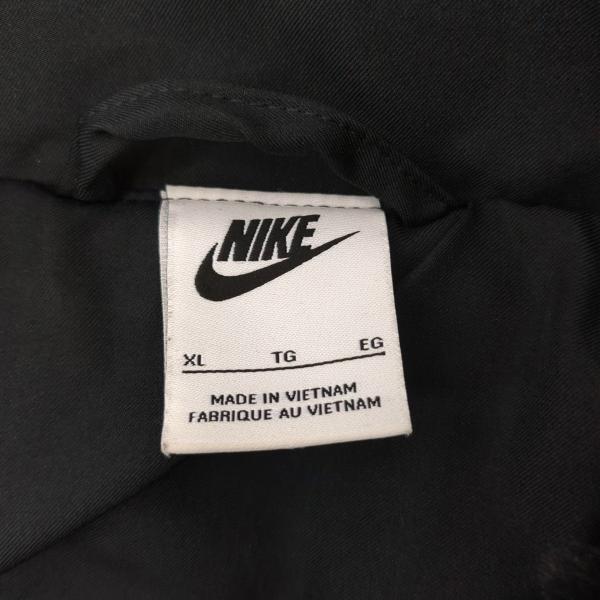 NIKE
XL TG EG
MADE IN VIETNAM
FABRIQUE AU VIETNAM